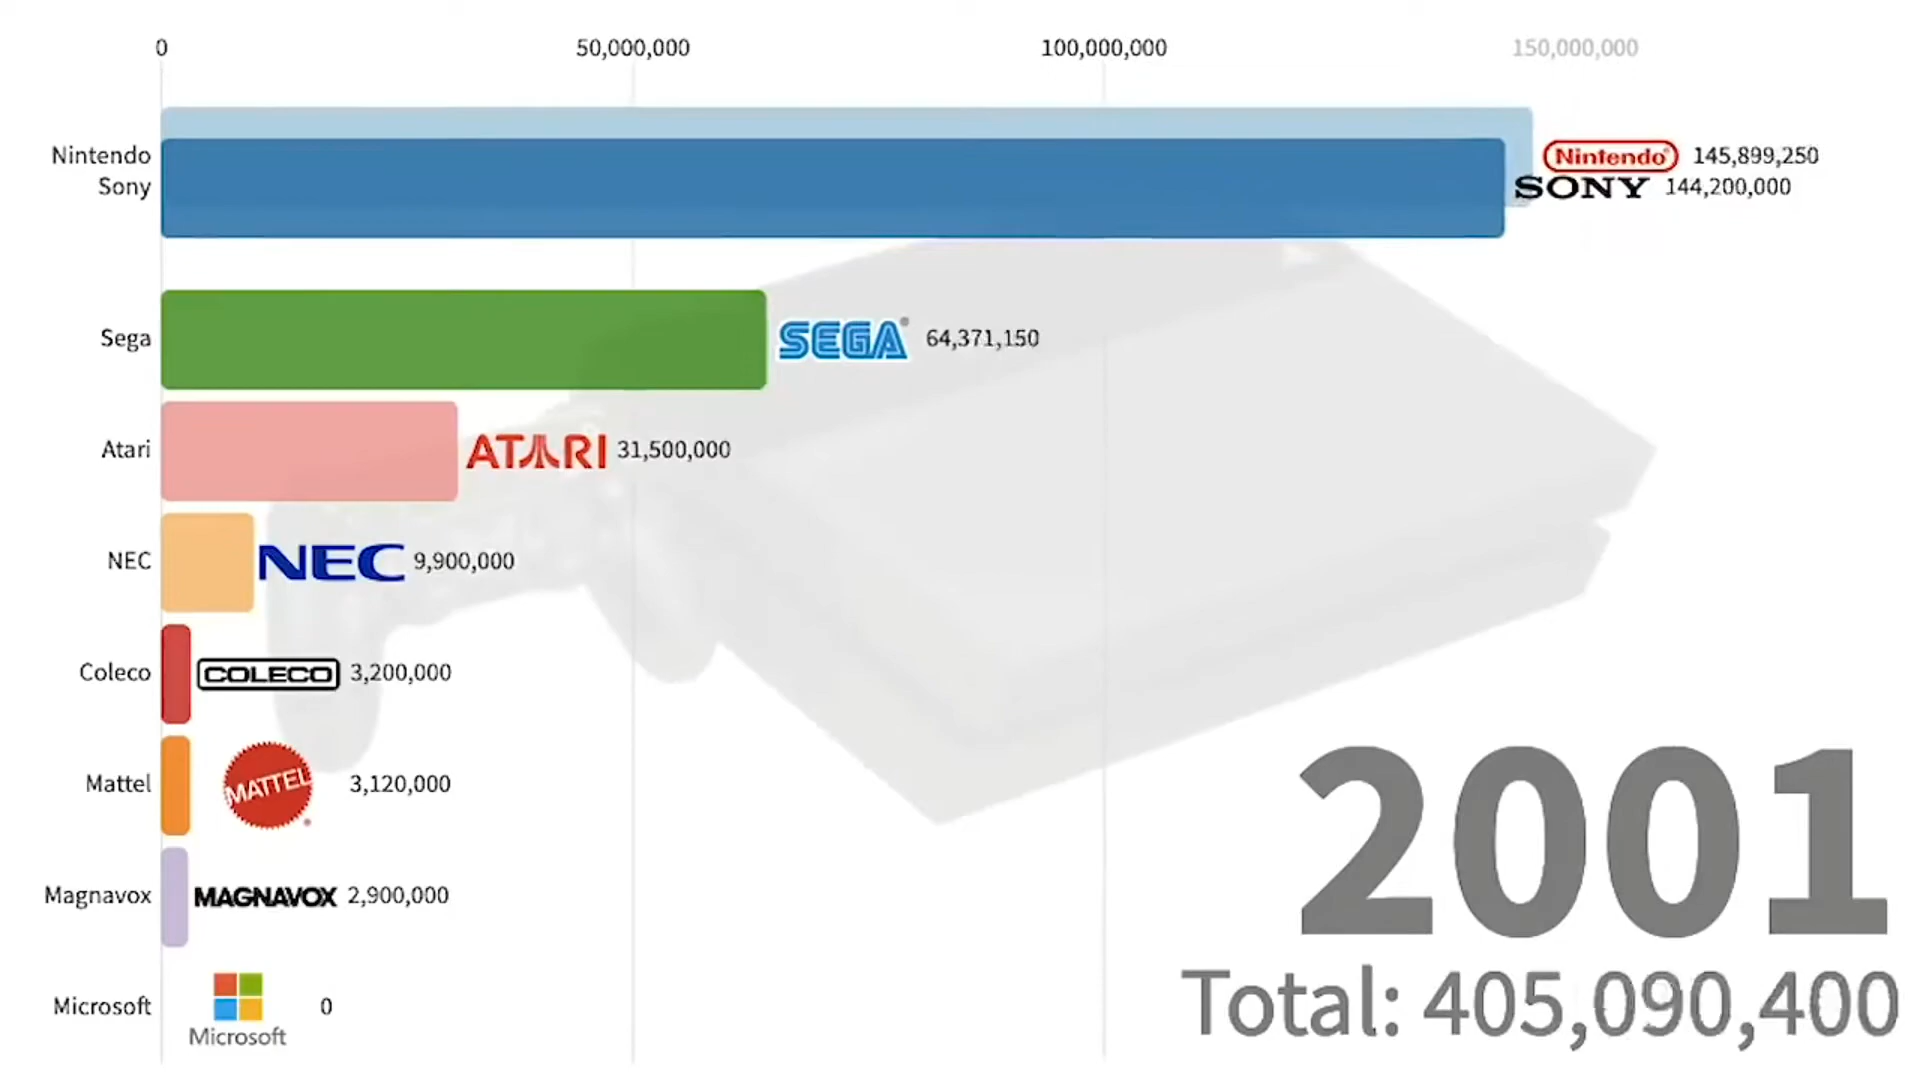 0 50,000,000 100,000,000 150,000,000
Nintendo Nintendo 145,899,250
Sony SONY 144,200,000
Sega SEGA 64,371,150
Atari ATARI 31,500,000
NEC NEC 9,900,000
Coleco COLECO 3,200,000
Mattel MATTEL 3,120,000
Magnavox MAGNAVOX 2,900,000
Microsoft Microsoft 0
2001
Total: 405,090,400